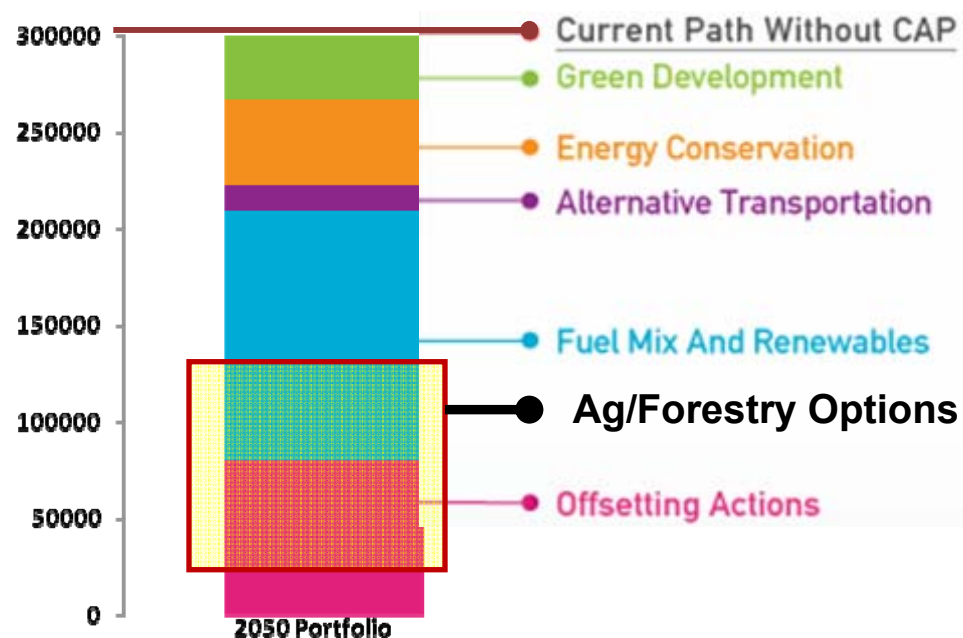 300000
250000
200000
150000
100000
50000
0
2050 Portfolio
Current Path Without CAP
Green Development
Energy Conservation
Alternative Transportation
Fuel Mix And Renewables
Ag/Forestry Options
Offsetting Actions